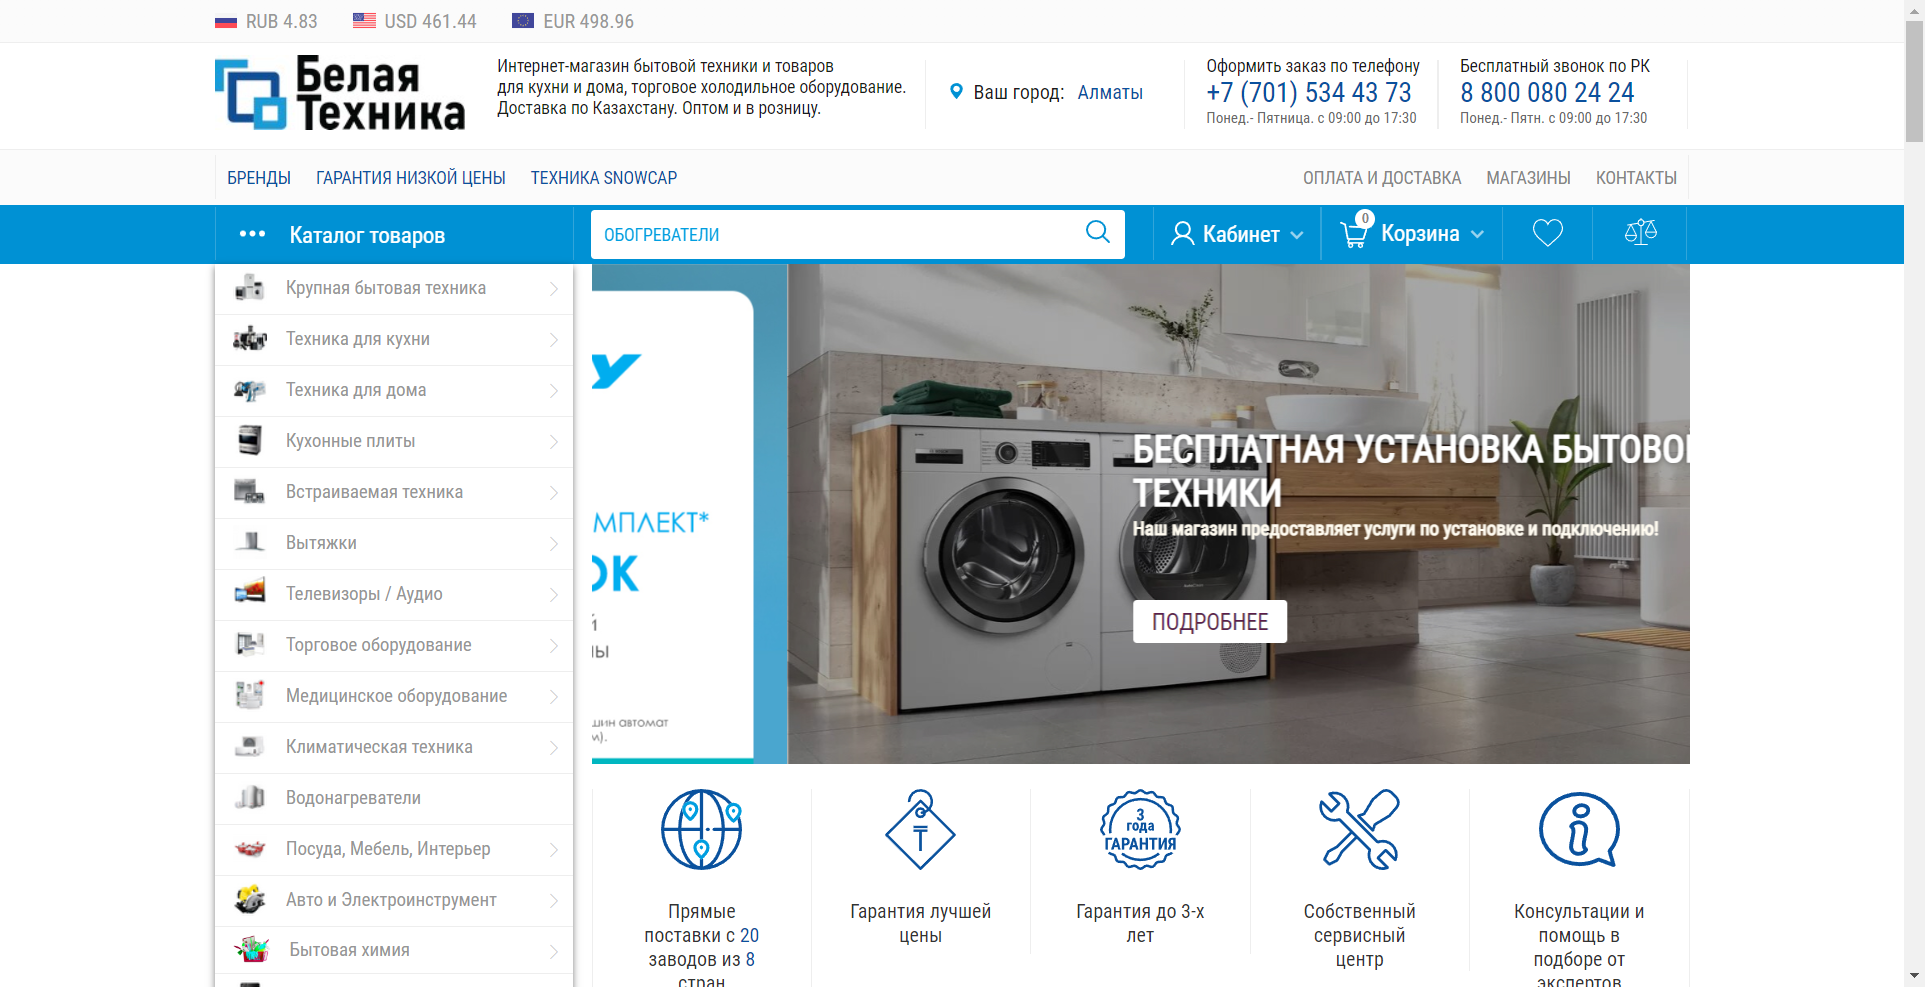 RUB 4.83 USD 461.44 EUR 498.96
Белая
Техника
Интернет-магазин бытовой техники и товаров
для кухни и дома, торговое холодильное оборудование.
Доставка по Казахстану. Оптом и в розницу.
Ваш город: Алматы
Оформить заказ по телефону
+7 (701) 534 43 73
Понед.- Пятница. с 09:00 до 17:30
Бесплатный звонок по РК
8 800 080 24 24
Понед.- Пятн. с 09:00 до 17:30
БРЕНДЫ ГАРАНТИЯ НИЗКОЙ ЦЕНЫ ТЕХНИКА SNOWCAP ОПЛАТА И ДОСТАВКА МАГАЗИНЫ КОНТАКТЫ
Каталог товаров ОБОГРЕВАТЕЛИ Кабинет 0 Корзина
Крупная бытовая техника
Техника для кухни
Техника для дома
Кухонные плиты
Встраиваемая техника
Вытяжки
Телевизоры / Аудио
Торговое оборудование
Медицинское оборудование
Климатическая техника
Водонагреватели
Посуда, Мебель, Интерьер
Авто и Электроинструмент
Бытовая химия
У
МПЛЕКТ*
ОК
й
ны
шин автомат
м).
БЕСПЛАТНАЯ УСТАНОВКА БЫТОВОЙ
ТЕХНИКИ
Наш магазин предоставляет услуги по установке и подключению!
ПОДРОБНЕЕ
Прямые
поставки с 20
заводов из 8
стран
₸
Гарантия лучшей
цены
3
года
ГАРАНТИЯ
Гарантия до 3-х
лет
Собственный
сервисный
центр
Консультации и
помощь в
подборе от
экспертов